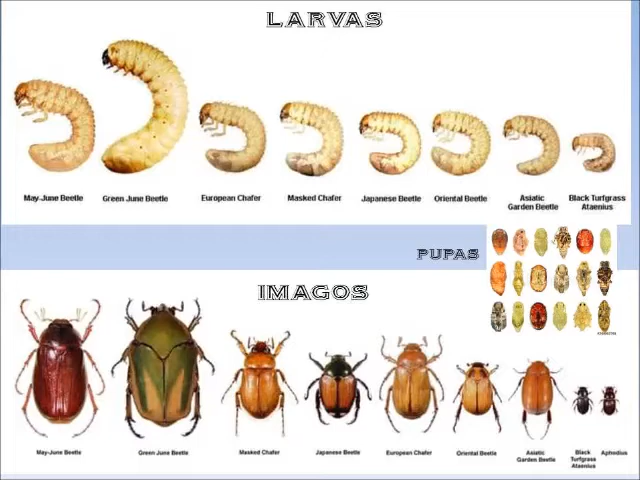 LARVAS
May-June Beetle
Green June Beetle
European Chafer
Masked Chafer
Japanese Beetle
Oriental Beetle
Asiatic
Garden Beetle
Black Turfgrass
Ataenius
PUPAS
IMAGOS
May-June Beetle
Green June Beetle
Masked Chafer
Japanese Beetle
European Chafer
Oriental Beetle
Asiatic
Garden Beetle
Black
Turfgrass
Ataenius
Aphodius